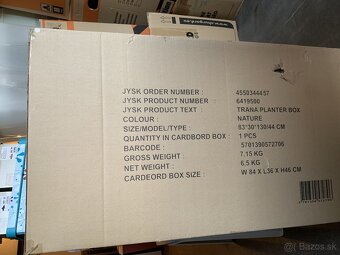 JYSK ORDER NUMBER : 4550344457
JYSK PRODUCT NUMBER : 6419500
JYSK PRODUCT TEXT : TRANA PLANTER BOX
COLOUR : NATURE
SIZE/MODEL/TYPE : 83*30*130/44 CM
QUANTITY IN CARDBORD BOX : 1 PCS
BARCODE : 5701390572706
GROSS WEIGHT : 7.15 KG
NET WEIGHT : 6.5 KG
CARDEORD BOX SIZE : W 84 X L36 X H46 CM
Bazos.sk